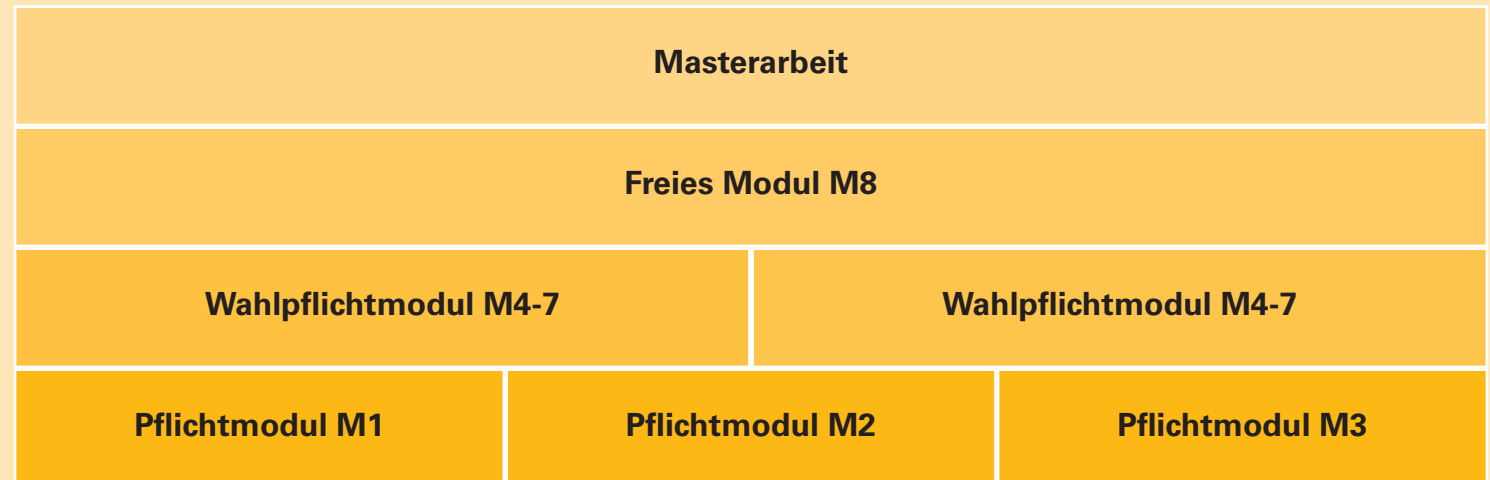 Masterarbeit
Freies Modul M8
Wahlpflichtmodul M4-7
Wahlpflichtmodul M4-7
Pflichtmodul M1
Pflichtmodul M2
Pflichtmodul M3